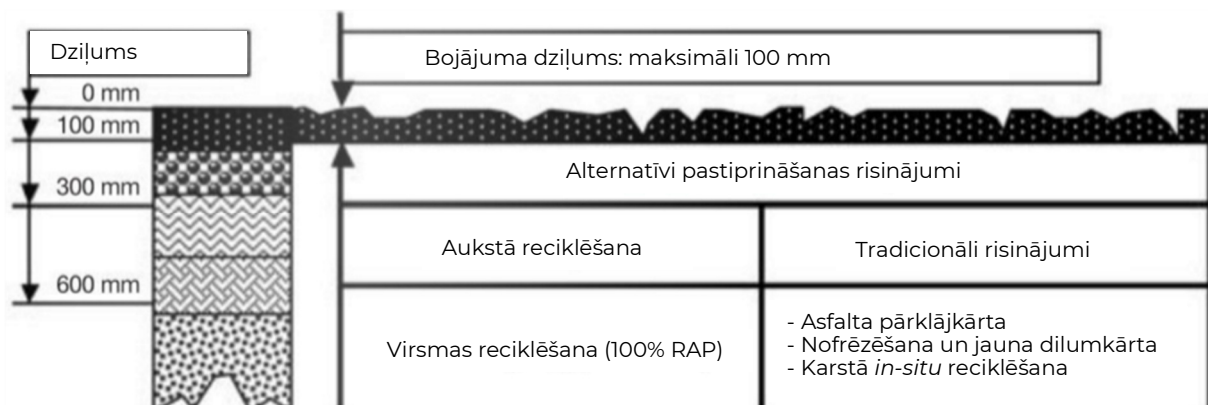 Dziļums
Bojājuma dziļums: maksimāli 100 mm
0 mm
100 mm
300 mm
600 mm
Alternatīvi pastiprināšanas risinājumi
Aukstā reciklēšana
Tradicionāli risinājumi
Virsmas reciklēšana (100% RAP)
- Asfalta pārklājkārta
- Nofrēzēšana un jauna dilumkārta
- Karstā in-situ reciklēšana